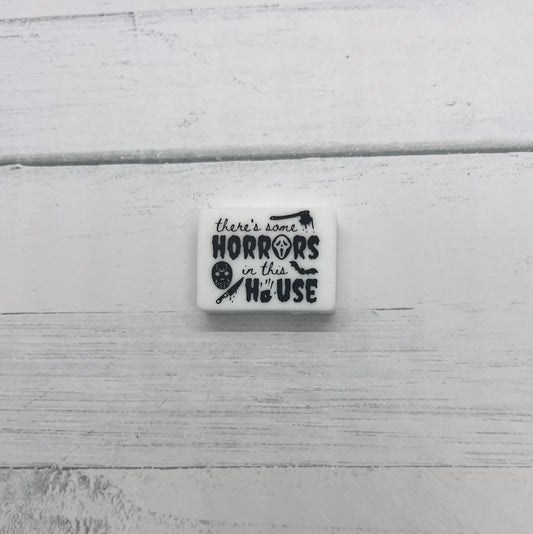 there's some
HORRORS
in this
HOUSE